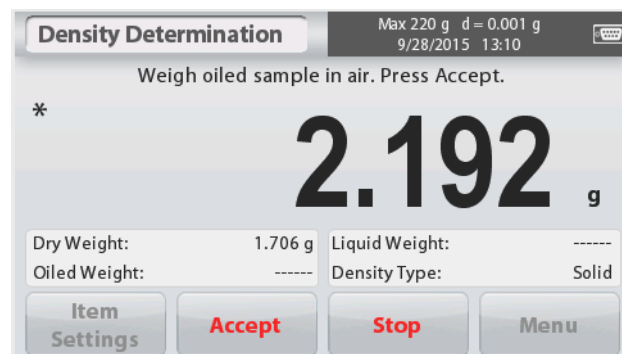 Density Determination
Max 220 g d = 0.001 g
9/28/2015 13:10
Weigh oiled sample in air. Press Accept.
*
2.192 g
Dry Weight: 1.706 g Liquid Weight: ------
Oiled Weight: ------ Density Type: Solid
Item Settings Accept Stop Menu